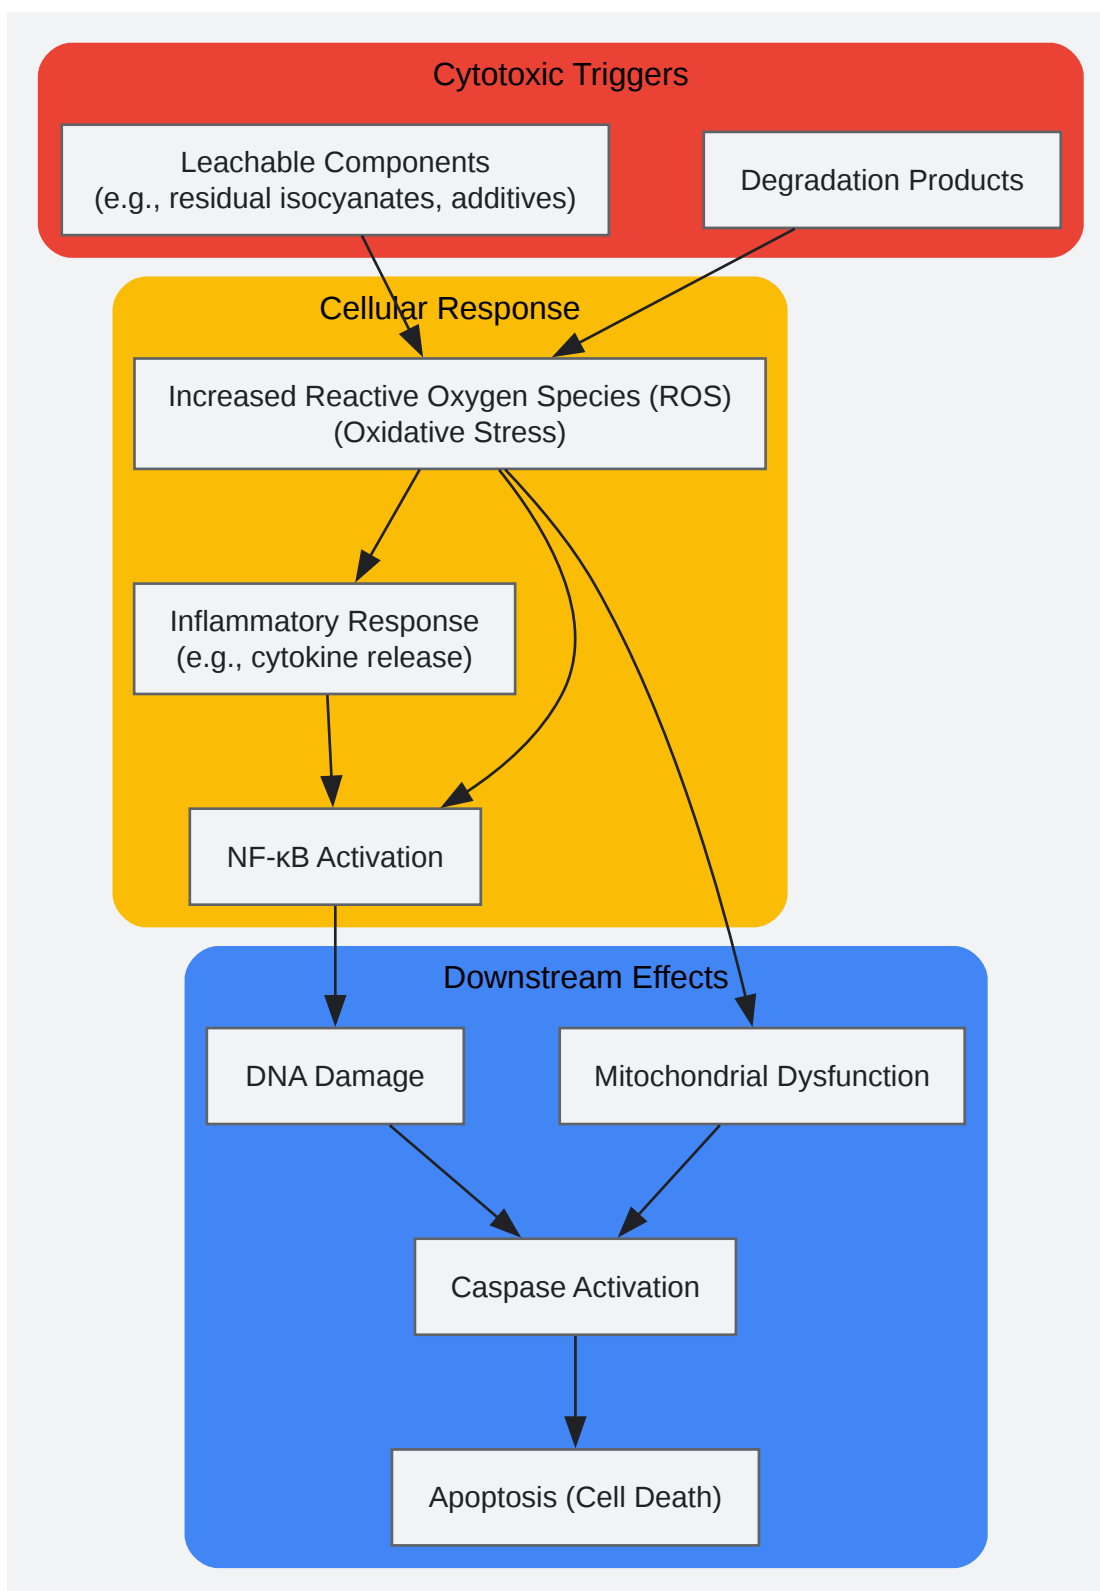 Cytotoxic Triggers
Leachable Components
(e.g., residual isocyanates, additives)
Degradation Products
Cellular Response
Increased Reactive Oxygen Species (ROS)
(Oxidative Stress)
Inflammatory Response
(e.g., cytokine release)
NF-κB Activation
Downstream Effects
DNA Damage
Mitochondrial Dysfunction
Caspase Activation
Apoptosis (Cell Death)